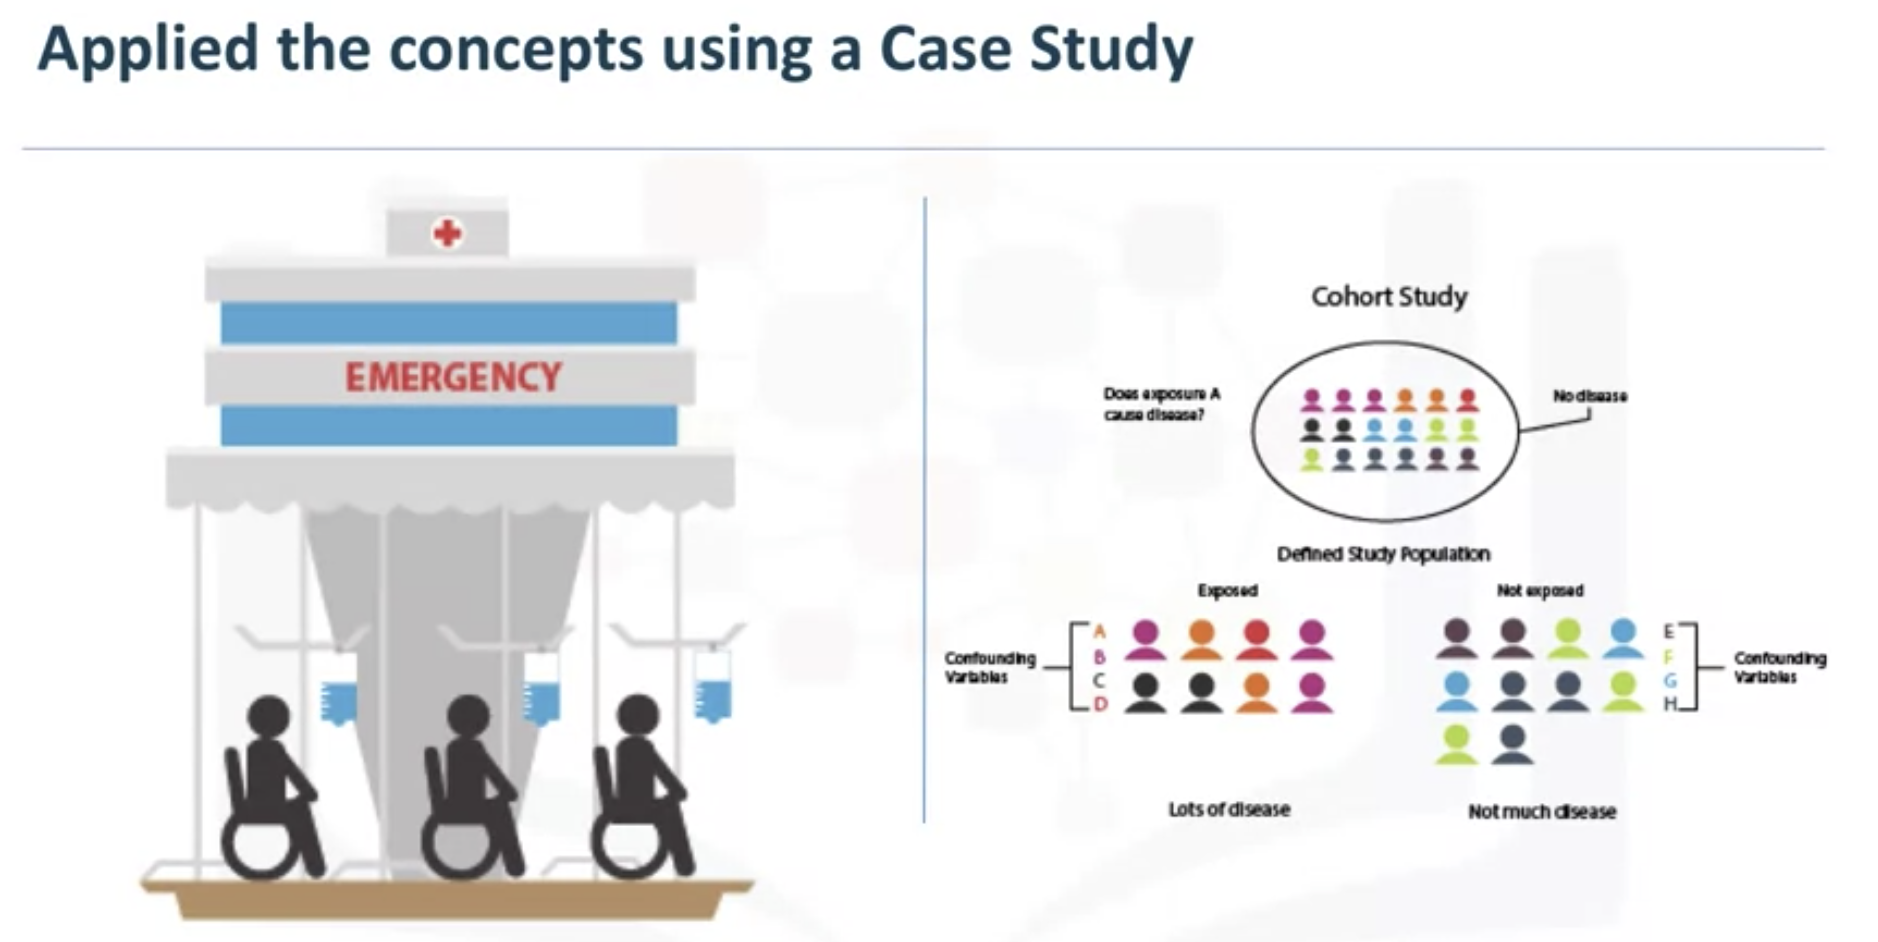 Applied the concepts using a Case Study
EMERGENCY
Cohort Study
Does exposure A
cause disease?
No disease
Defined Study Population
Exposed
Not exposed
Confounding
Variables
A
B
C
D
E
F
G
H
Confounding
Variables
Lots of disease
Not much disease